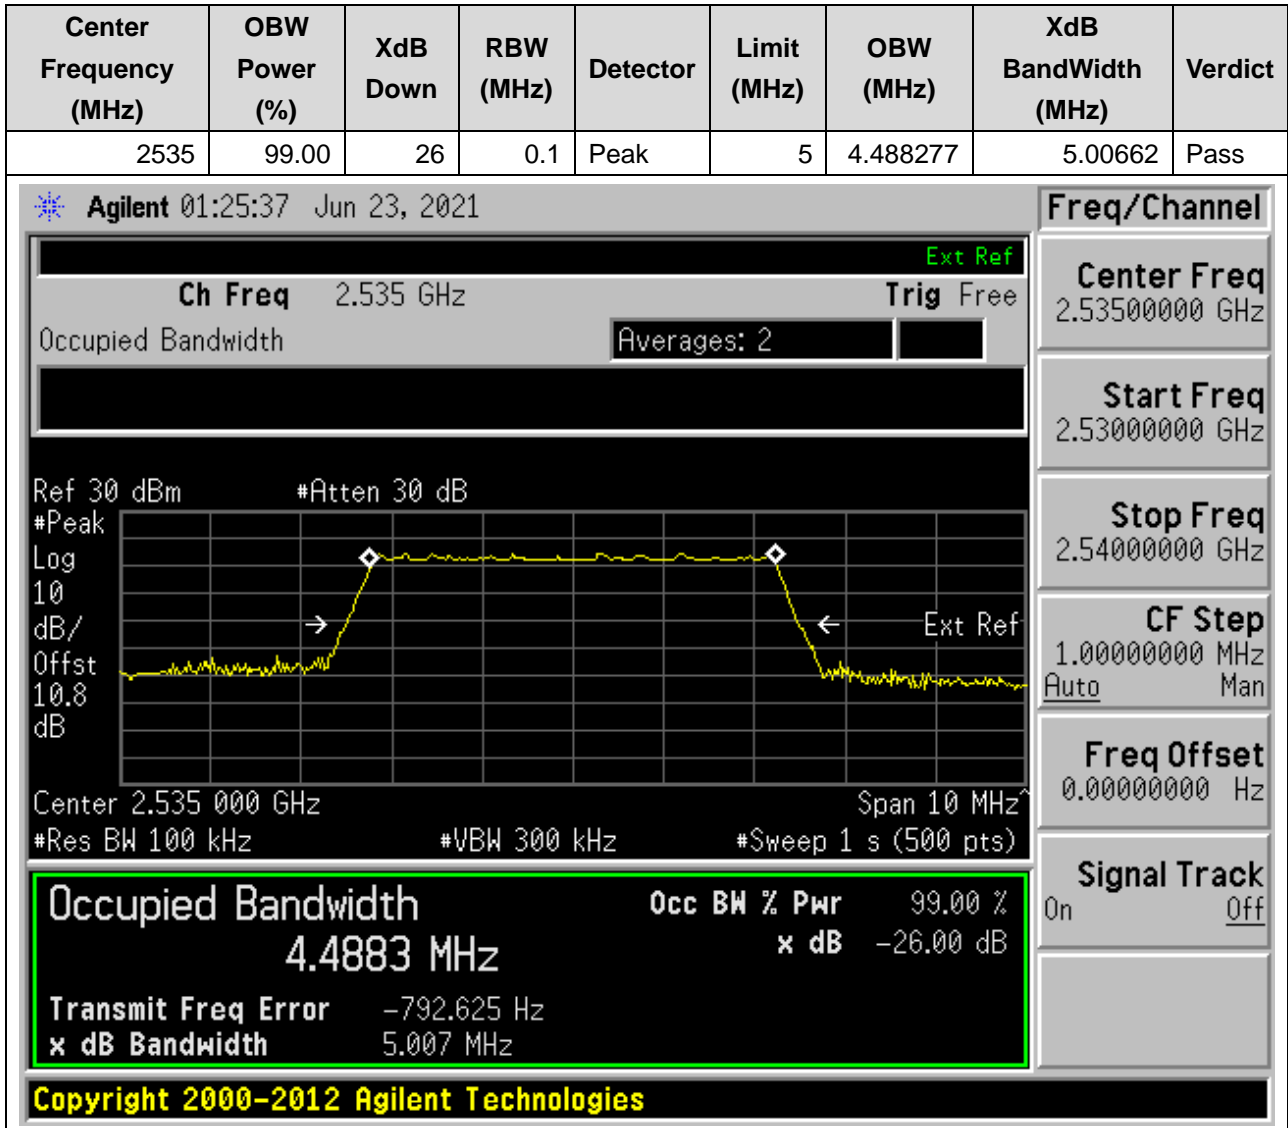 Center Frequency (MHz) OBW Power (%) XdB Down RBW (MHz) Detector Limit (MHz) OBW (MHz) XdB BandWidth (MHz) Verdict
2535 99.00 26 0.1 Peak 5 4.488277 5.00662 Pass
Agilent 01:25:37 Jun 23, 2021
Ext Ref
Ch Freq 2.535 GHz Trig Free
Occupied Bandwidth Averages: 2
Ref 30 dBm #Atten 30 dB
#Peak
Log
10
dB/
Offst
10.8
dB
Ext Ref
Center 2.535 000 GHz Span 10 MHz^
#Res BW 100 kHz #VBW 300 kHz #Sweep 1 s (500 pts)
Occupied Bandwidth
4.4883 MHz
Occ BW % Pwr 99.00 %
x dB -26.00 dB
Transmit Freq Error -792.625 Hz
x dB Bandwidth 5.007 MHz
Freq/Channel
Center Freq
2.53500000 GHz
Start Freq
2.53000000 GHz
Stop Freq
2.54000000 GHz
CF Step
1.00000000 MHz
Auto Man
Freq Offset
0.00000000 Hz
Signal Track
On Off
Copyright 2000-2012 Agilent Technologies